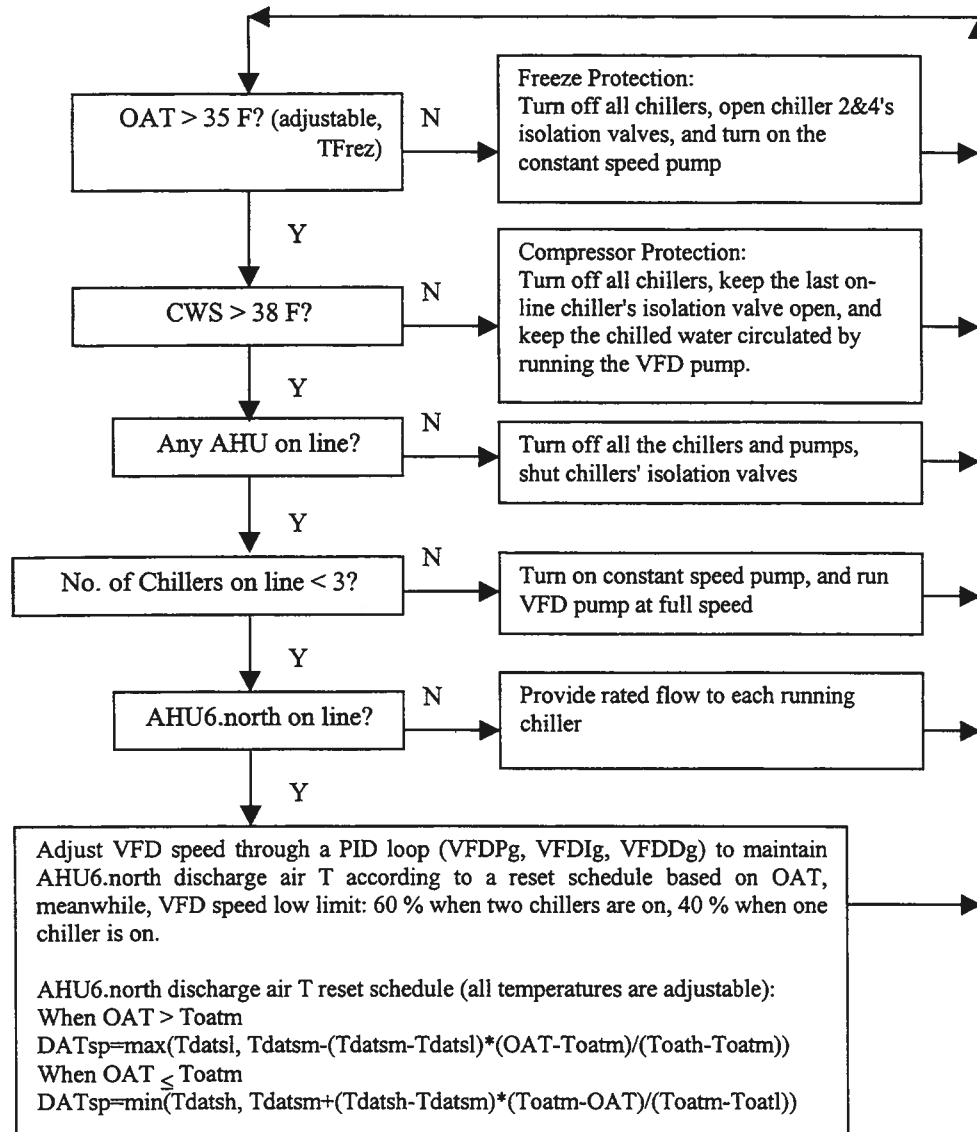 OAT > 35 F? (adjustable,
TFrez)
N
Freeze Protection:
Turn off all chillers, open chiller 2&4's
isolation valves, and turn on the
constant speed pump
Y
CWS > 38 F?
N
Compressor Protection:
Turn off all chillers, keep the last on-
line chiller's isolation valve open, and
keep the chilled water circulated by
running the VFD pump.
Y
Any AHU on line?
N
Turn off all the chillers and pumps,
shut chillers' isolation valves
Y
No. of Chillers on line < 3?
N
Turn on constant speed pump, and run
VFD pump at full speed
Y
AHU6.north on line?
N
Provide rated flow to each running
chiller
Y
Adjust VFD speed through a PID loop (VFDPg, VFDIg, VFDDg) to maintain
AHU6.north discharge air T according to a reset schedule based on OAT,
meanwhile, VFD speed low limit: 60 % when two chillers are on, 40 % when one
chiller is on.
AHU6.north discharge air T reset schedule (all temperatures are adjustable):
When OAT > Toatm
DATsp=max(Tdatsl, Tdatsm-(Tdatsm-Tdatsl)*(OAT-Toatm)/(Toath-Toatm))
When OAT ≤ Toatm
DATsp=min(Tdatsh, Tdatsm+(Tdatsh-Tdatsm)*(Toatm-OAT)/(Toatm-Toatl))